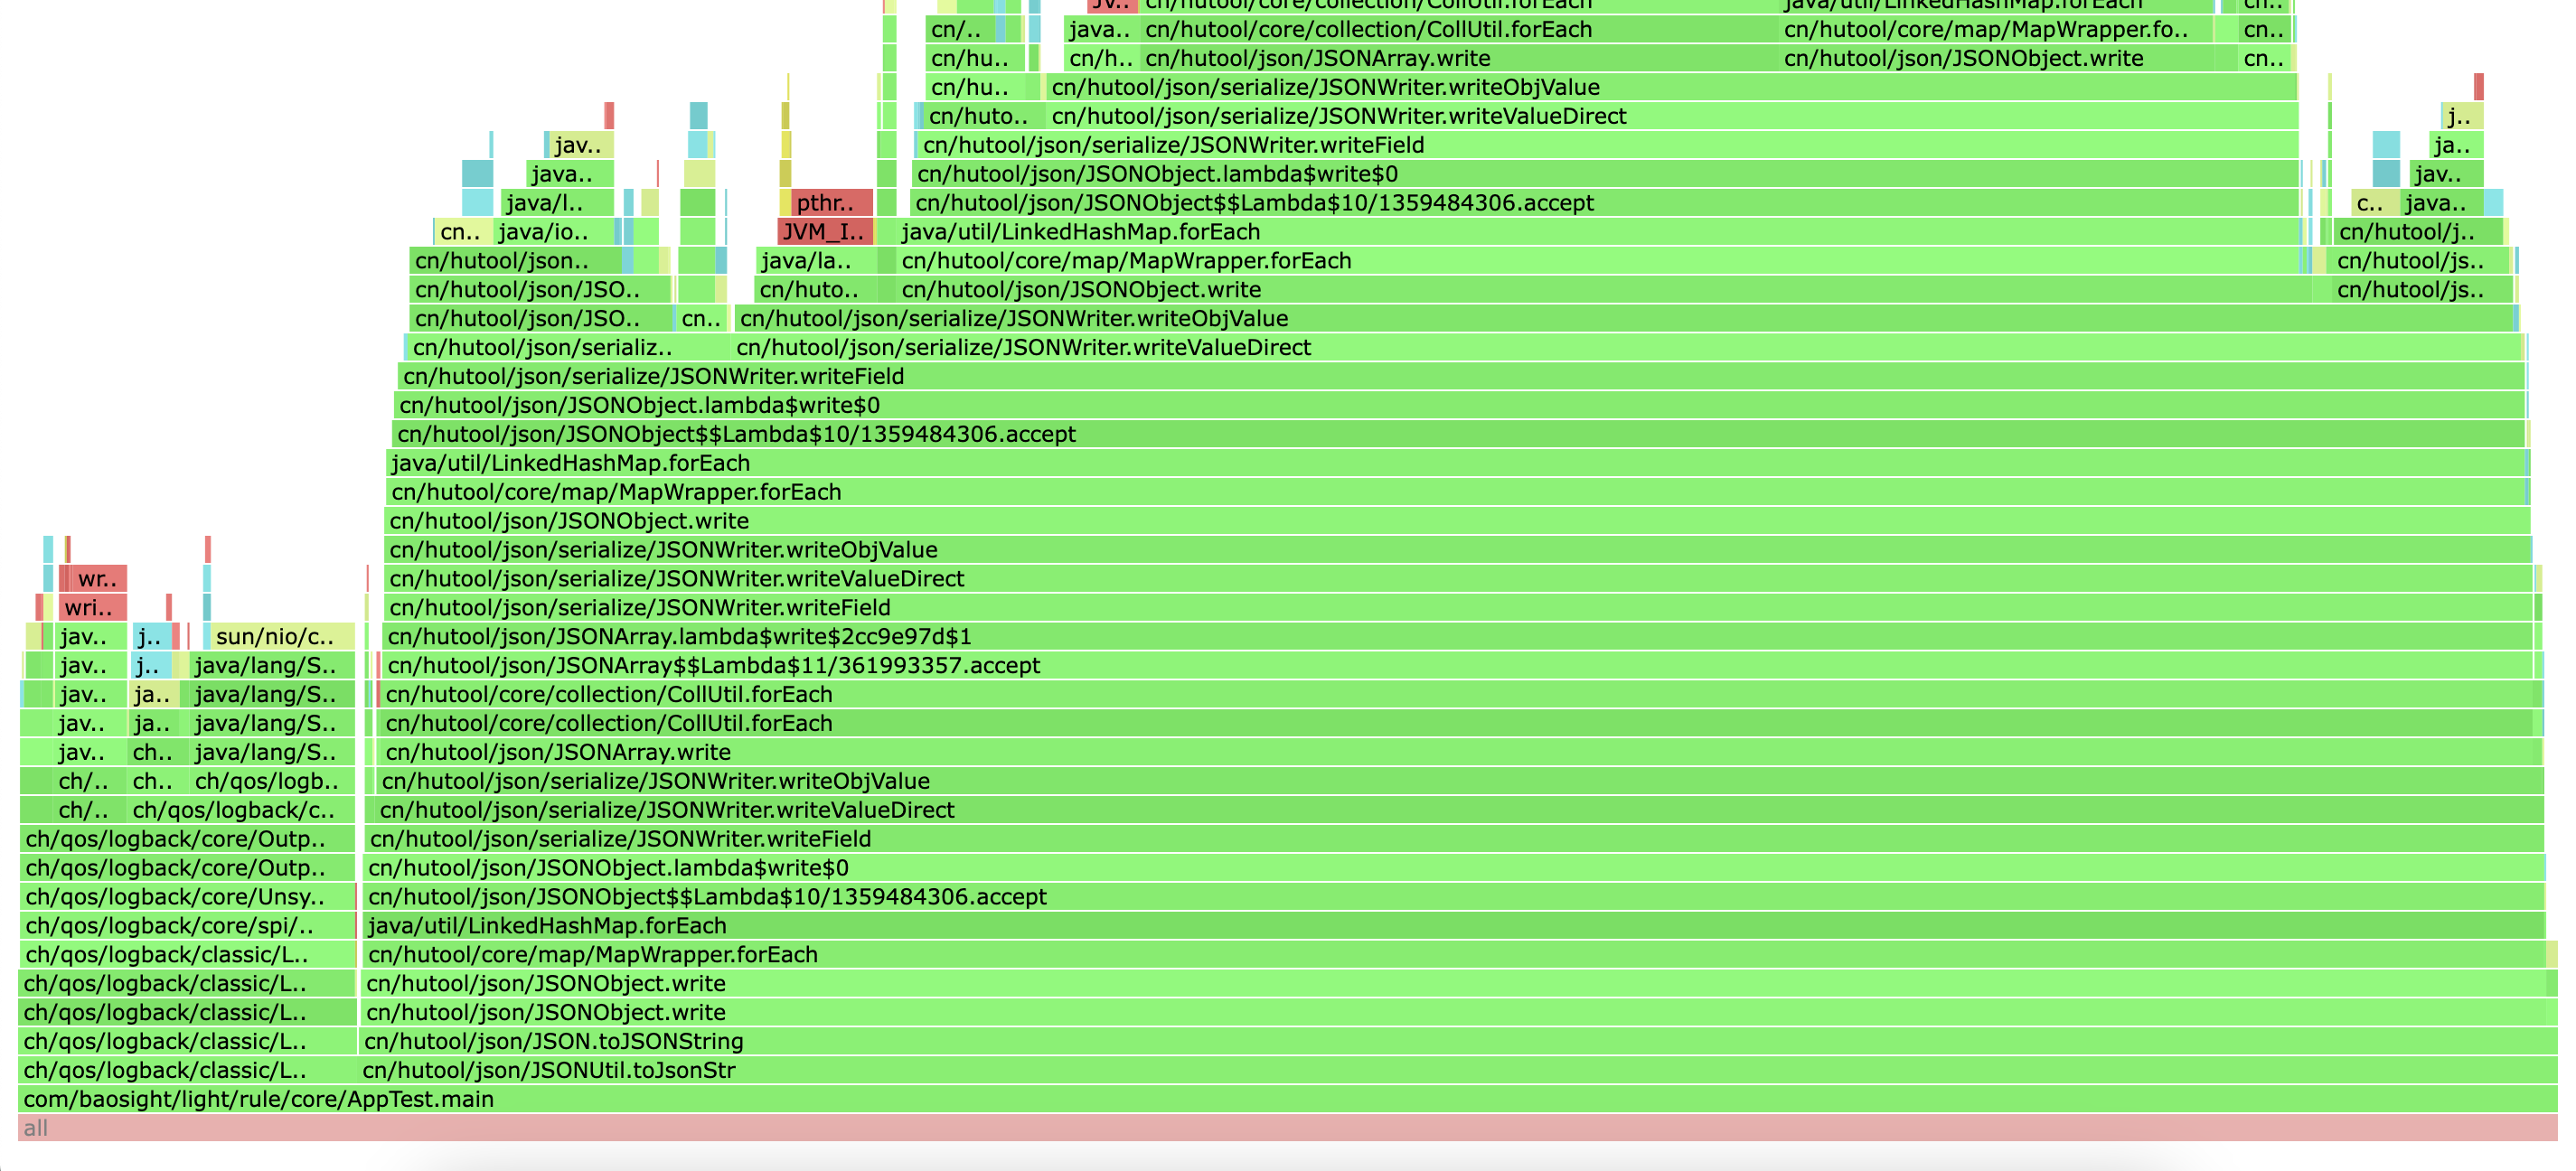 JV.. cn/hutool/core/collection/CollUtil.forEach java/util/LinkedHashMap.forEach cn..
cn/.. java.. cn/hutool/core/collection/CollUtil.forEach cn/hutool/core/map/MapWrapper.fo.. cn..
cn/hu.. cn/h.. cn/hutool/json/JSONArray.write cn/hutool/json/JSONObject.write cn..
cn/hu.. cn/hutool/json/serialize/JSONWriter.writeObjValue
cn/huto.. cn/hutool/json/serialize/JSONWriter.writeValueDirect j..
jav.. cn/hutool/json/serialize/JSONWriter.writeField ja..
java.. cn/hutool/json/JSONObject.lambda$write$0 jav..
java/l.. pthr.. cn/hutool/json/JSONObject$$Lambda$10/1359484306.accept c.. java..
cn.. java/io.. JVM_I.. java/util/LinkedHashMap.forEach cn/hutool/j..
cn/hutool/json.. java/la.. cn/hutool/core/map/MapWrapper.forEach cn/hutool/js..
cn/hutool/json/JSO.. cn/huto.. cn/hutool/json/JSONObject.write cn/hutool/js..
cn/hutool/json/JSO.. cn.. cn/hutool/json/serialize/JSONWriter.writeObjValue
cn/hutool/json/serializ.. cn/hutool/json/serialize/JSONWriter.writeValueDirect
cn/hutool/json/serialize/JSONWriter.writeField
cn/hutool/json/JSONObject.lambda$write$0
cn/hutool/json/JSONObject$$Lambda$10/1359484306.accept
java/util/LinkedHashMap.forEach
cn/hutool/core/map/MapWrapper.forEach
cn/hutool/json/JSONObject.write
cn/hutool/json/serialize/JSONWriter.writeObjValue
wr.. cn/hutool/json/serialize/JSONWriter.writeValueDirect
wri.. cn/hutool/json/serialize/JSONWriter.writeField
jav.. j.. sun/nio/c.. cn/hutool/json/JSONArray.lambda$write$2cc9e97d$1
jav.. j.. java/lang/S.. cn/hutool/json/JSONArray$$Lambda$11/361993357.accept
jav.. ja.. java/lang/S.. cn/hutool/core/collection/CollUtil.forEach
jav.. ja.. java/lang/S.. cn/hutool/core/collection/CollUtil.forEach
jav.. ch.. java/lang/S.. cn/hutool/json/JSONArray.write
ch/.. ch.. ch/qos/logb.. cn/hutool/json/serialize/JSONWriter.writeObjValue
ch/.. ch/qos/logback/c.. cn/hutool/json/serialize/JSONWriter.writeValueDirect
ch/qos/logback/core/Outp.. cn/hutool/json/serialize/JSONWriter.writeField
ch/qos/logback/core/Outp.. cn/hutool/json/JSONObject.lambda$write$0
ch/qos/logback/core/Unsy.. cn/hutool/json/JSONObject$$Lambda$10/1359484306.accept
ch/qos/logback/core/spi/.. java/util/LinkedHashMap.forEach
ch/qos/logback/classic/L.. cn/hutool/core/map/MapWrapper.forEach
ch/qos/logback/classic/L.. cn/hutool/json/JSONObject.write
ch/qos/logback/classic/L.. cn/hutool/json/JSONObject.write
ch/qos/logback/classic/L.. cn/hutool/json/JSON.toJSONString
ch/qos/logback/classic/L.. cn/hutool/json/JSONUtil.toJsonStr
com/baosight/light/rule/core/AppTest.main
all